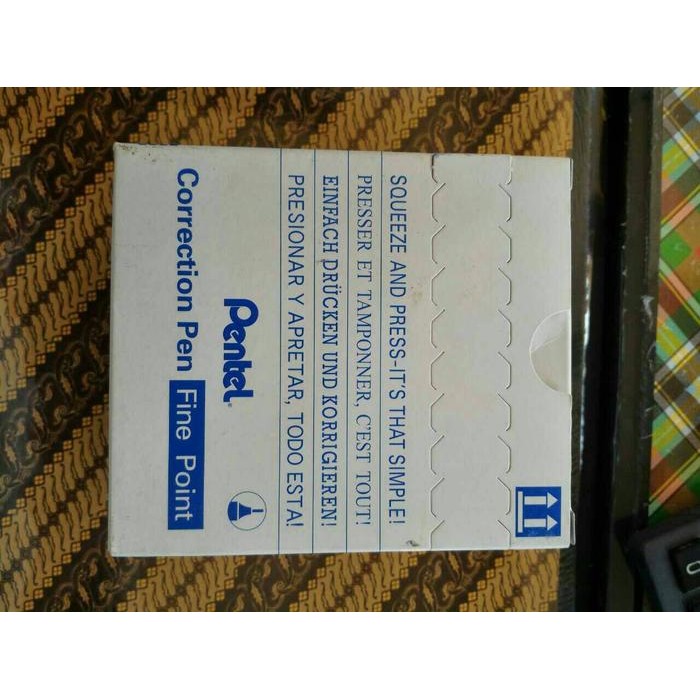 SQUEEZE AND PRESS-IT'S THAT SIMPLE!
PRESSER ET TAMPONNER, C'EST TOUT!
EINFACH DRÜCKEN UND KORRIGIEREN!
PRESIONAR Y APRETAR, TODO ESTA!
Pentel
Correction Pen Fine Point